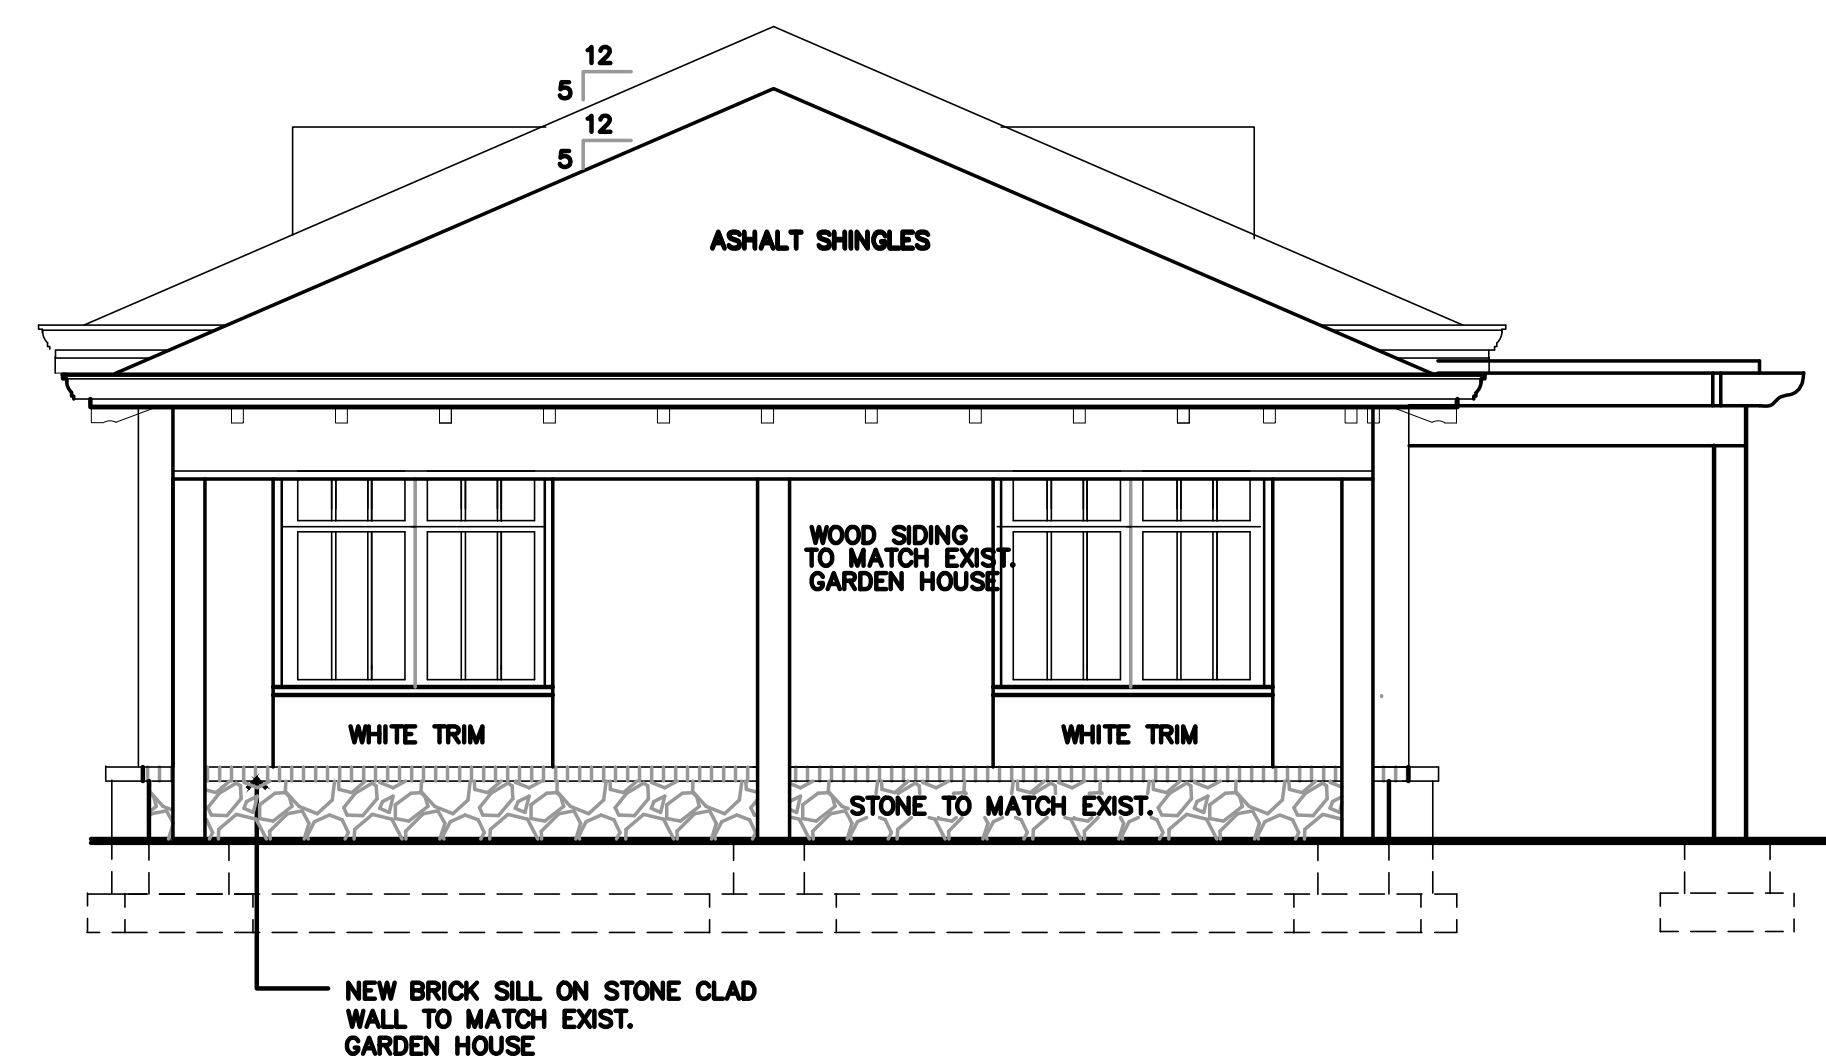 12
5
12
5
ASHALT SHINGLES
WOOD SIDING
TO MATCH EXIST.
GARDEN HOUSE
WHITE TRIM
WHITE TRIM
STONE TO MATCH EXIST.
NEW BRICK SILL ON STONE CLAD
WALL TO MATCH EXIST.
GARDEN HOUSE